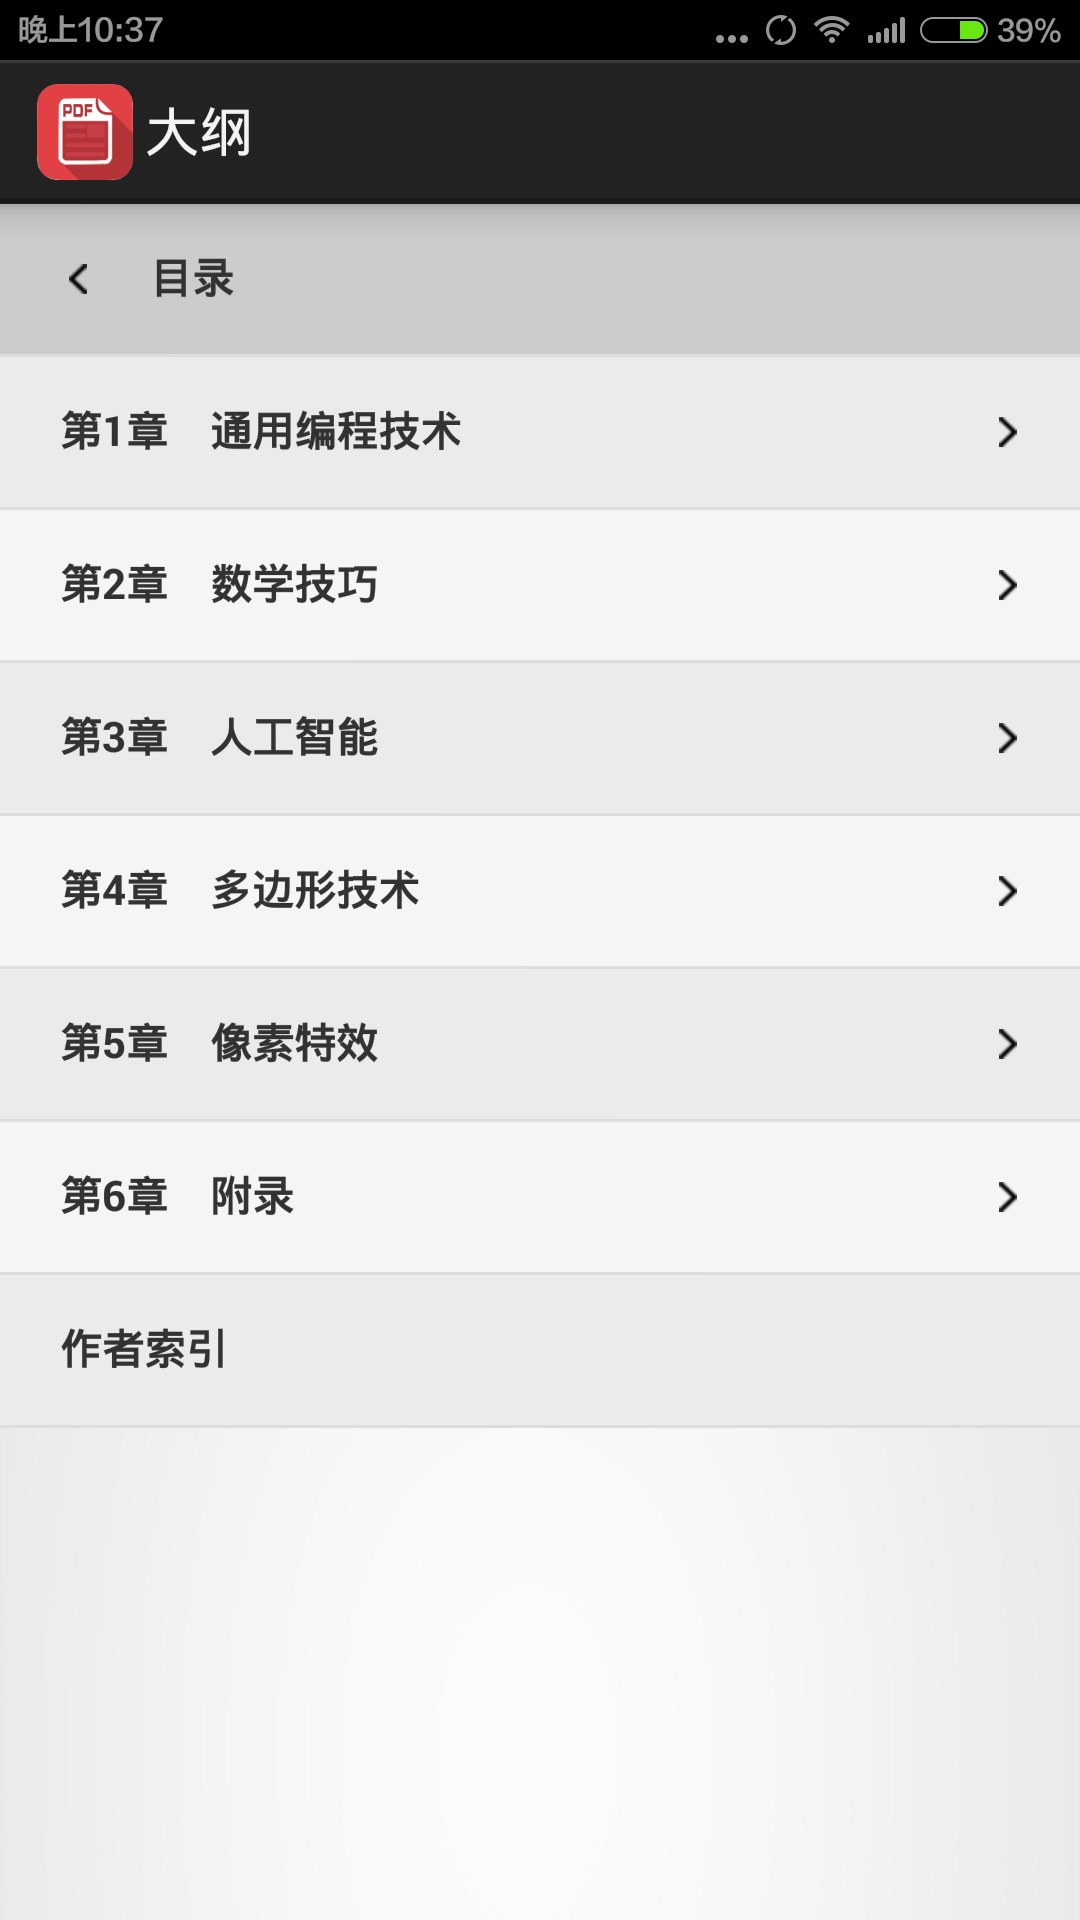 晚上10:37
39%
PDF
大纲
目录
第1章 通用编程技术
第2章 数学技巧
第3章 人工智能
第4章 多边形技术
第5章 像素特效
第6章 附录
作者索引